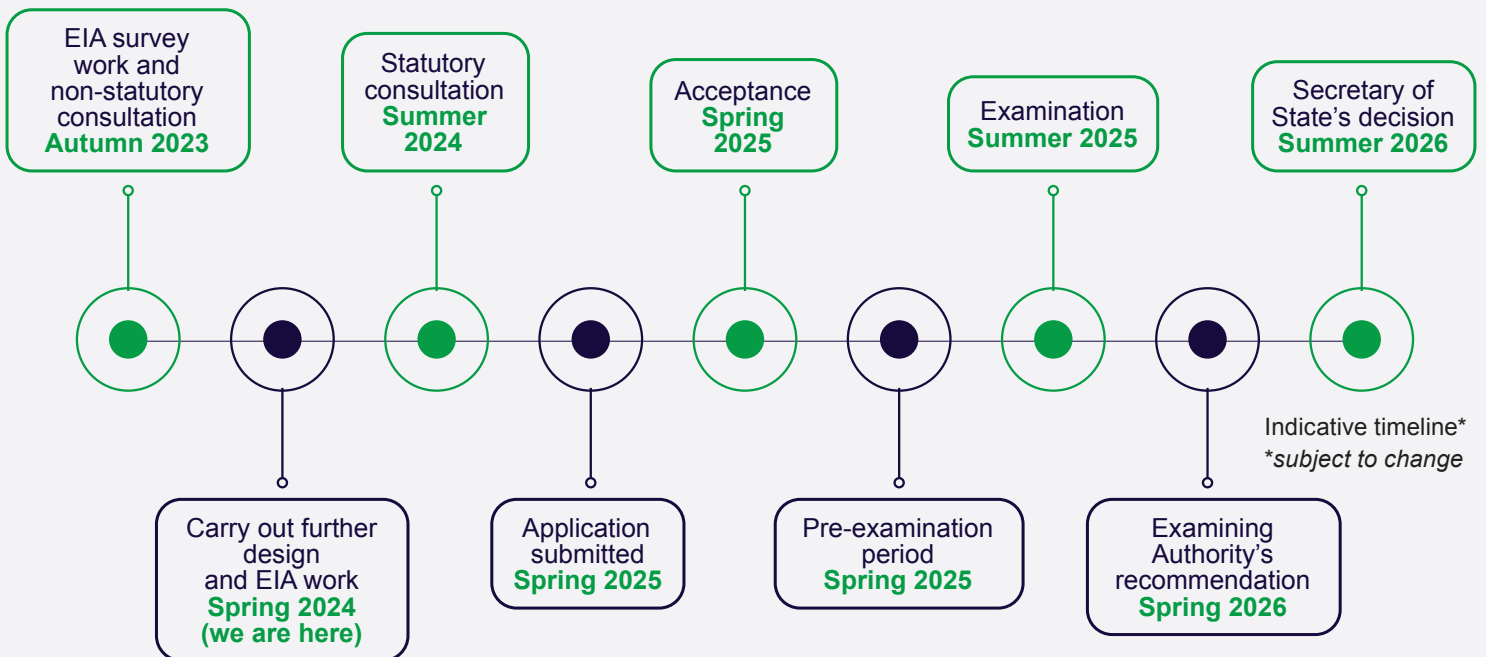 EIA survey
work and
non-statutory
consultation
Autumn 2023
Statutory
consultation
Summer
2024
Acceptance
Spring
2025
Examination
Summer 2025
Secretary of
State’s decision
Summer 2026
Indicative timeline*
*subject to change
Carry out further
design
and EIA work
Spring 2024
(we are here)
Application
submitted
Spring 2025
Pre-examination
period
Spring 2025
Examining
Authority’s
recommendation
Spring 2026